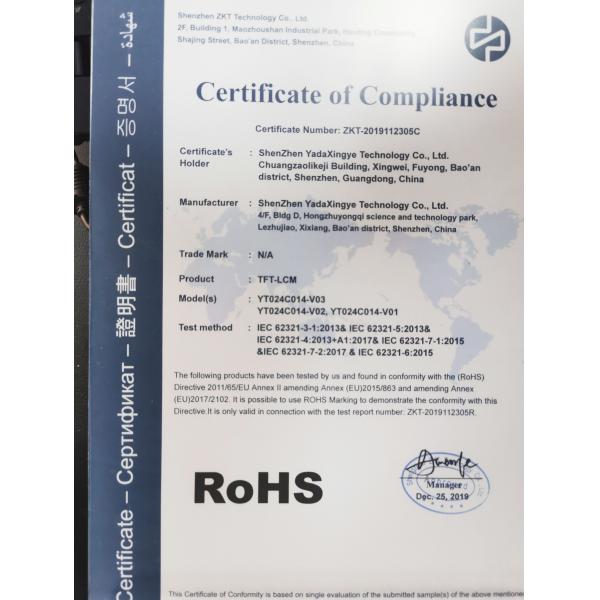 Shenzhen ZKT Technology Co., Ltd.
2F, Building 1, Maozhoushan Industrial Park, Houting Community,
Shajing Street, Bao'an District, Shenzhen, China
Certificate of Compliance
Certificate Number: ZKT-2019112305C
Certificate's Holder : ShenZhen YadaXingye Technology Co., Ltd.
Chuangzaolikeji Building, Xingwei, Fuyong, Bao'an
district, Shenzhen, Guangdong, China
Manufacturer : ShenZhen YadaXingye Technology Co., Ltd.
4/F, Bldg D, Hongzhuyongqi science and technology park,
Lezhujiao, Xixiang, Bao'an district, Shenzhen, China
Trade Mark : N/A
Product : TFT-LCM
Model(s) : YT024C014-V03
YT024C014-V02, YT024C014-V01
Test method : IEC 62321-3-1:2013& IEC 62321-5:2013&
IEC 62321-4:2013+A1:2017& IEC 62321-7-1:2015
&IEC 62321-7-2:2017 & IEC 62321-6:2015
The following products have been tested by us and found in conformity with the (RoHS)
Directive 2011/65/EU Annex II amending Annex (EU)2015/863 and amending Annex
(EU)2017/2102. It is possible to use ROHS Marking to demonstrate the conformity with this
Directive.It is only valid in connection with the test report number: ZKT-2019112305R.
RoHS
Manager
Dec. 25, 2019
This Certificate of Conformity is based on single evaluation of the submitted sample(s) of the above mentione
Certificate – Сертификат – 證明書 – Certificat – 증명서 – شهادة